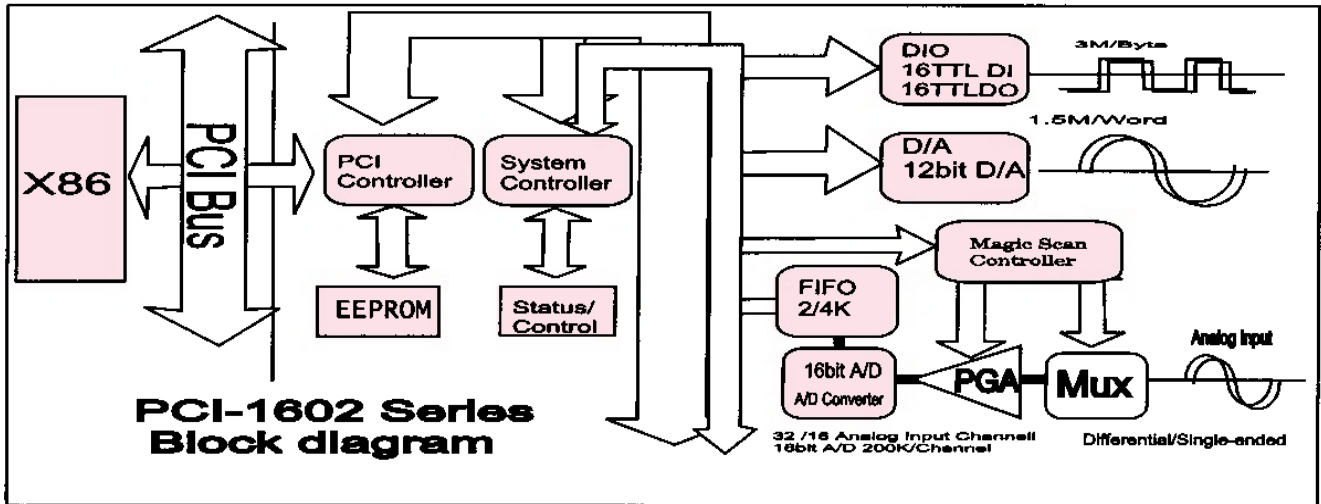 X86
PCI Bus
PCI
Controller
System
Controller
EEPROM
Status/
Control
PCI-1602 Series
Block diagram
DIO
16TTL DI
16TTLDO
3M/Byte
D/A
12bit D/A
1.5M/Word
Magic Scan
Controller
FIFO
2/4K
16bit A/D
A/D Converter
PGA
Mux
Analog Input
32 /16 Analog Input Channell
16bit A/D 200K/Channel
Differential/Single-ended